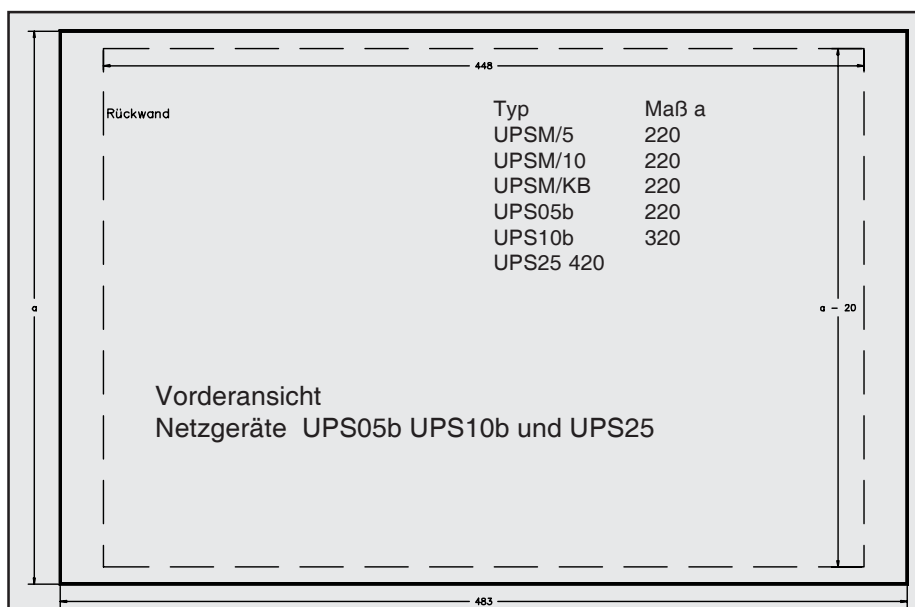 448
Rückwand
Typ Maß a
UPSM/5 220
UPSM/10 220
UPSM/KB 220
UPS05b 220
UPS10b 320
UPS25 420
a
a - 20
Vorderansicht
Netzgeräte UPS05b UPS10b und UPS25
483